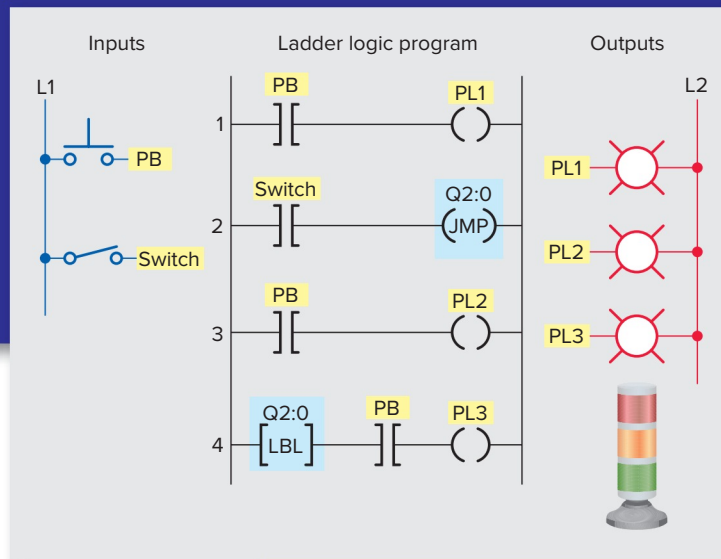 Inputs
Ladder logic program
Outputs
L1
L2
PB
PL1
1
PB
PL1
Switch
Q2:0
2
JMP
PL2
Switch
PB
PL2
3
PL3
Q2:0
PB
PL3
4
LBL